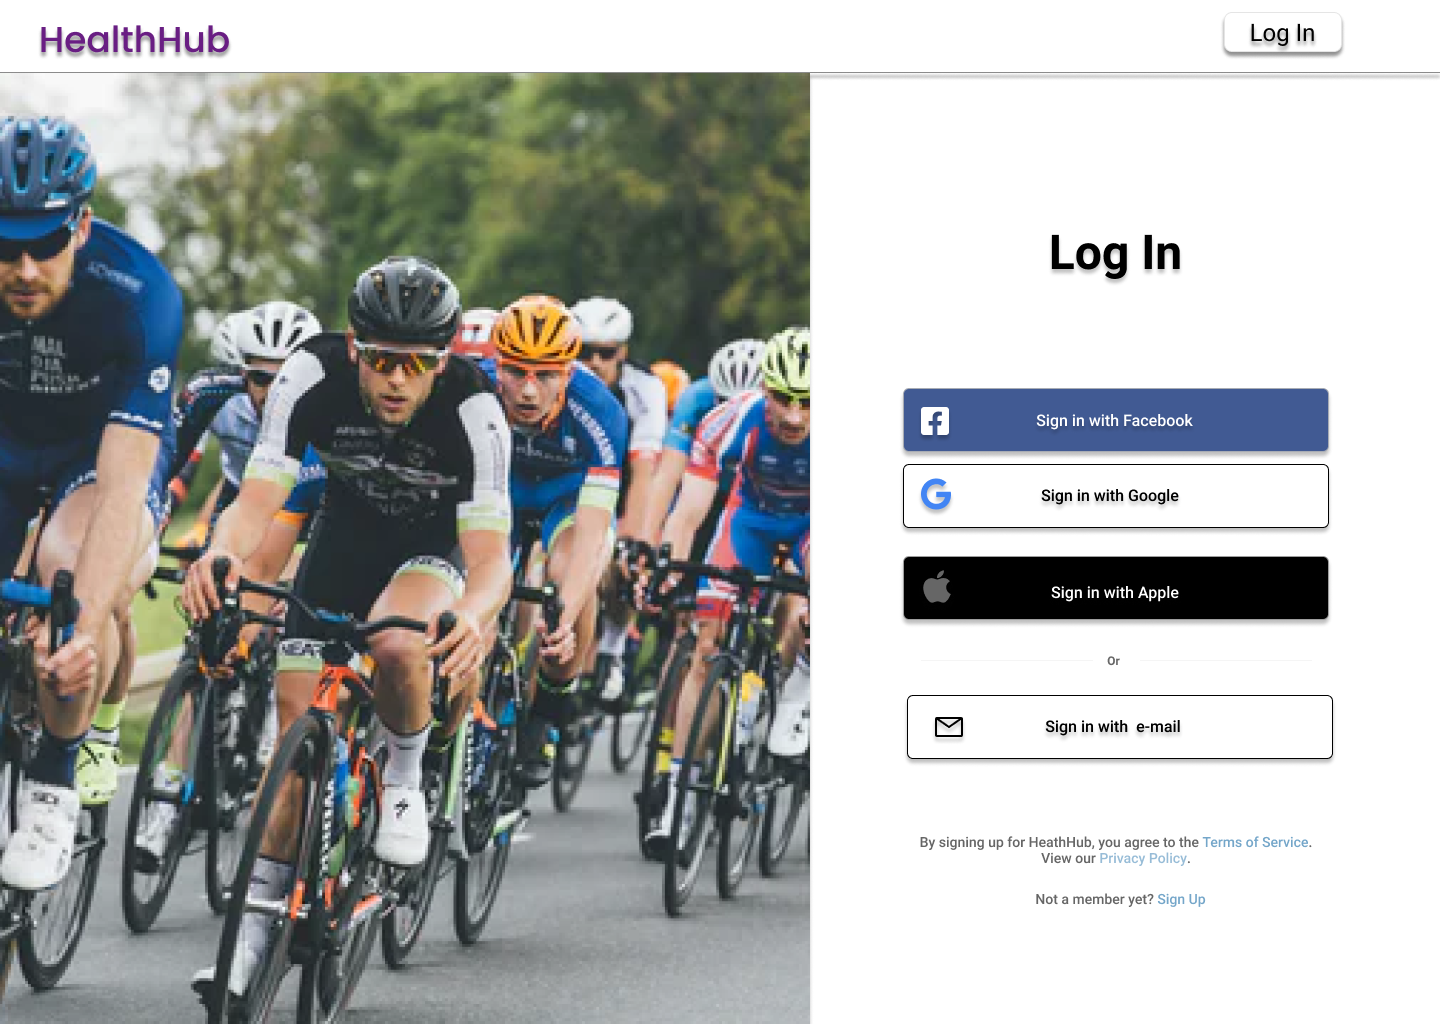 HealthHub
Log In
Log In
Sign in with Facebook
Sign in with Google
Sign in with Apple
Or
Sign in with e-mail
By signing up for HeathHub, you agree to the Terms of Service.
View our Privacy Policy.
Not a member yet? Sign Up